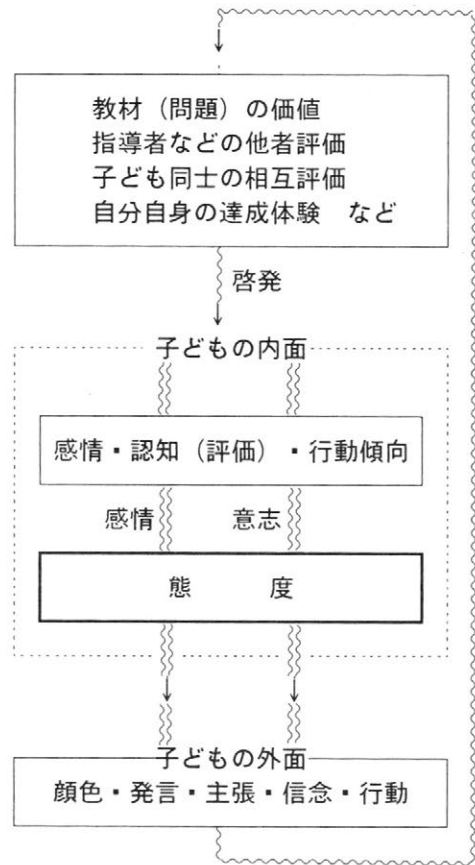 教材（問題）の価値
指導者などの他者評価
子ども同士の相互評価
自分自身の達成体験　など
啓発
子どもの内面
感情・認知（評価）・行動傾向
感情　意志
態　度
子どもの外面
顔色・発言・主張・信念・行動